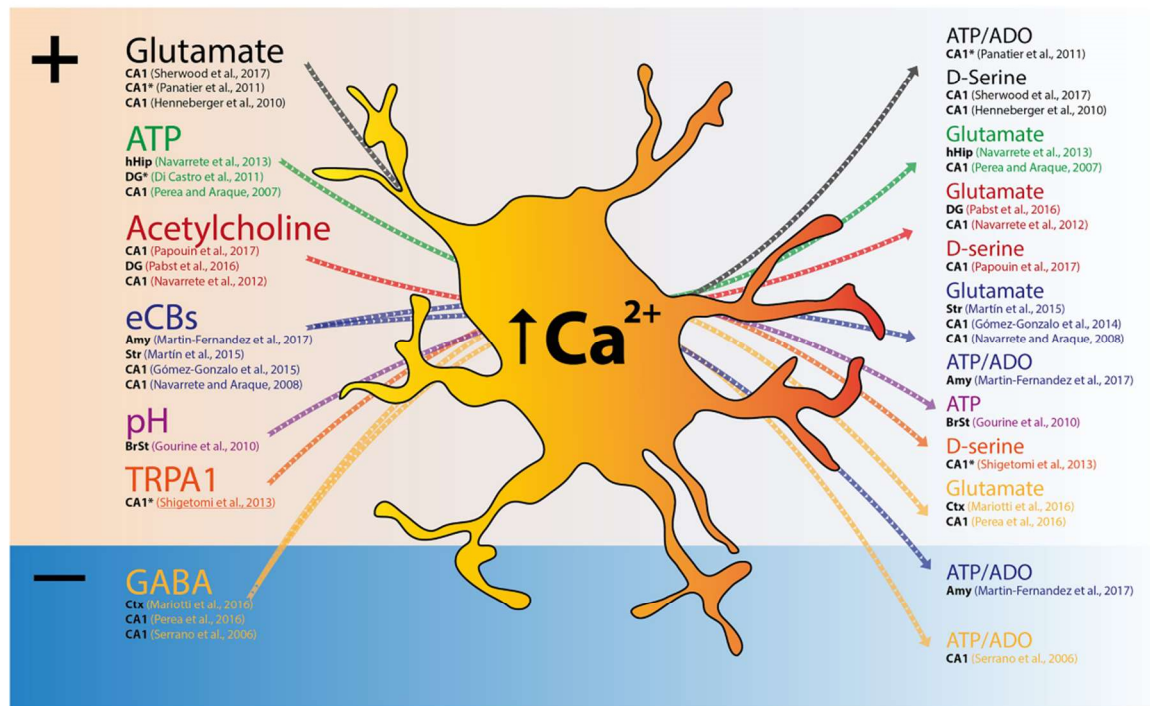 +
Glutamate
CA1 (Sherwood et al., 2017)
CA1* (Panatier et al., 2011)
CA1 (Henneberger et al., 2010)
ATP
hHip (Navarrete et al., 2013)
DG* (Di Castro et al., 2011)
CA1 (Perea and Araque, 2007)
Acetylcholine
CA1 (Papouin et al., 2017)
DG (Pabst et al., 2016)
CA1 (Navarrete et al., 2012)
eCBs
Amy (Martin-Fernandez et al., 2017)
Str (Martín et al., 2015)
CA1 (Gómez-Gonzalo et al., 2015)
CA1 (Navarrete and Araque, 2008)
pH
BrSt (Gourine et al., 2010)
TRPA1
CA1* (Shigetomi et al., 2013)
−
GABA
Ctx (Mariotti et al., 2016)
CA1 (Perea et al., 2016)
CA1 (Serrano et al., 2006)
↑Ca²⁺
ATP/ADO
CA1* (Panatier et al., 2011)
D-Serine
CA1 (Sherwood et al., 2017)
CA1 (Henneberger et al., 2010)
Glutamate
hHip (Navarrete et al., 2013)
CA1 (Perea and Araque, 2007)
Glutamate
DG (Pabst et al., 2016)
CA1 (Navarrete et al., 2012)
D-serine
CA1 (Papouin et al., 2017)
Glutamate
Str (Martín et al., 2015)
CA1 (Gómez-Gonzalo et al., 2014)
CA1 (Navarrete and Araque, 2008)
ATP/ADO
Amy (Martin-Fernandez et al., 2017)
ATP
BrSt (Gourine et al., 2010)
D-serine
CA1* (Shigetomi et al., 2013)
Glutamate
Ctx (Mariotti et al., 2016)
CA1 (Perea et al., 2016)
ATP/ADO
Amy (Martin-Fernandez et al., 2017)
ATP/ADO
CA1 (Serrano et al., 2006)